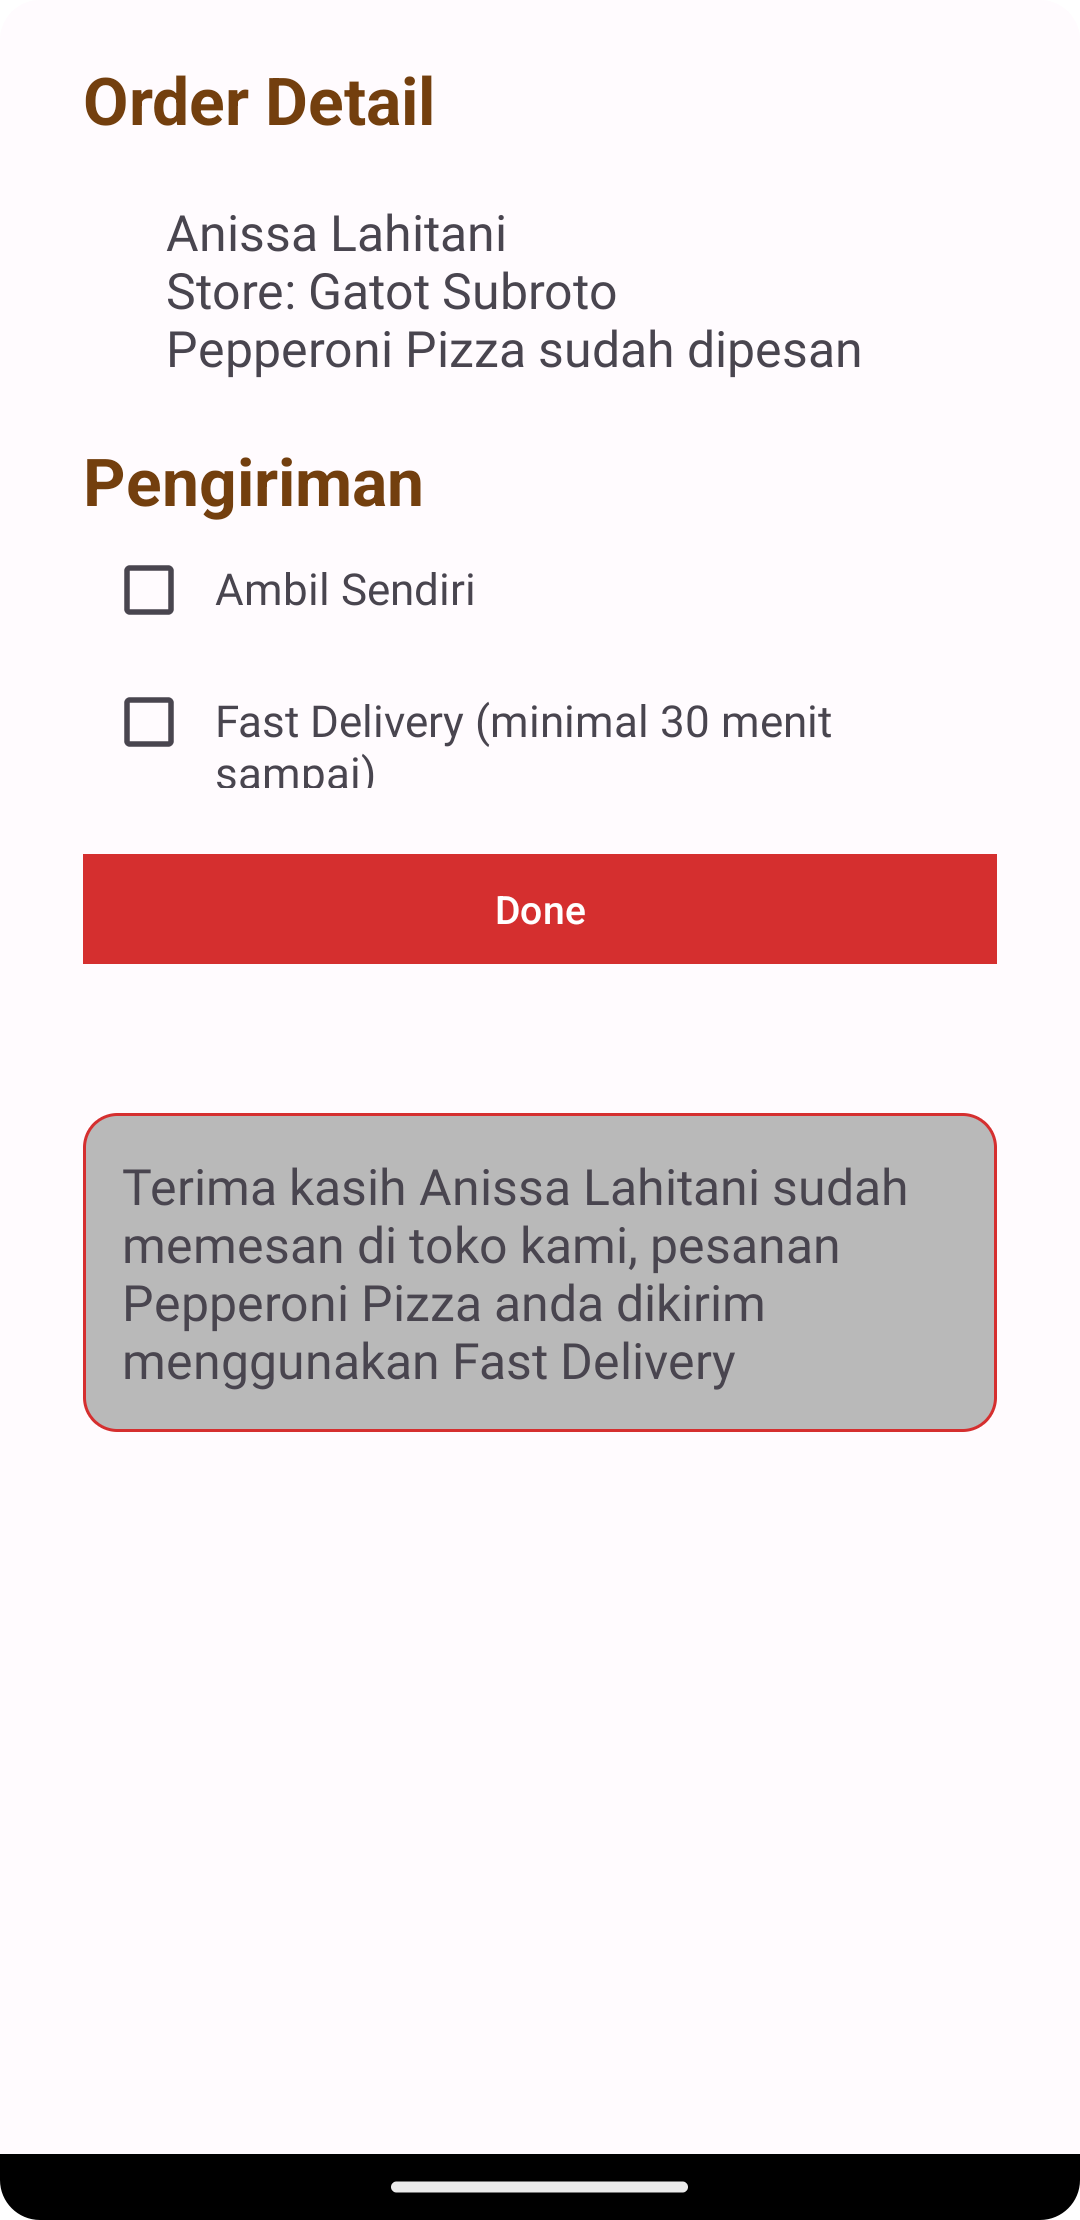 Order Detail
Anissa Lahitani
Store: Gatot Subroto
Pepperoni Pizza sudah dipesan
Pengiriman
Ambil Sendiri
Fast Delivery (minimal 30 menit
sampai)
Done
Terima kasih Anissa Lahitani sudah
memesan di toko kami, pesanan
Pepperoni Pizza anda dikirim
menggunakan Fast Delivery